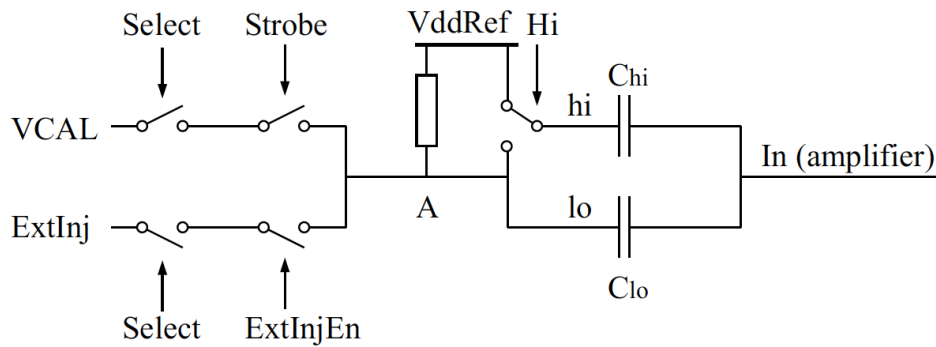 Select Strobe VddRef Hi
Chi
VCAL hi
In (amplifier)
A
ExtInj lo
Clo
Select ExtInjEn